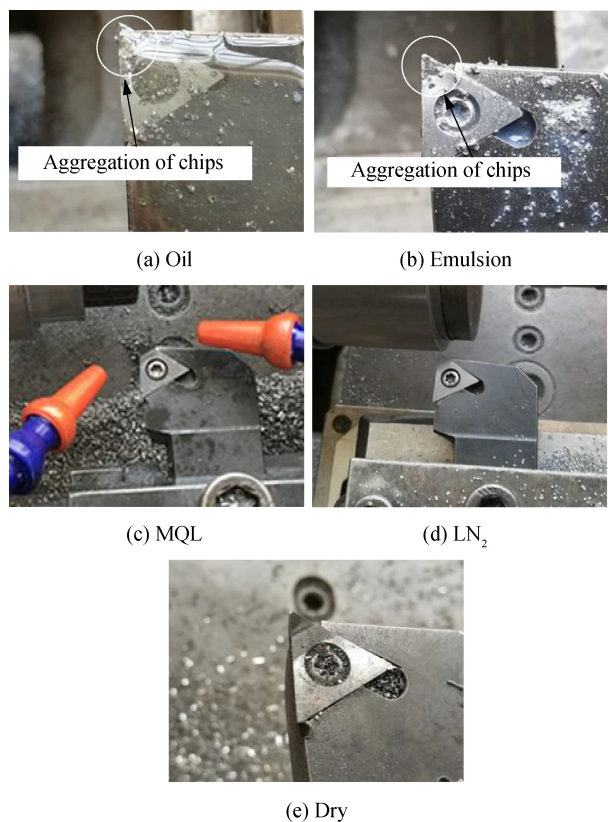 Aggregation of chips
Aggregation of chips
(a) Oil
(b) Emulsion
(c) MQL
(d) LN₂
(e) Dry